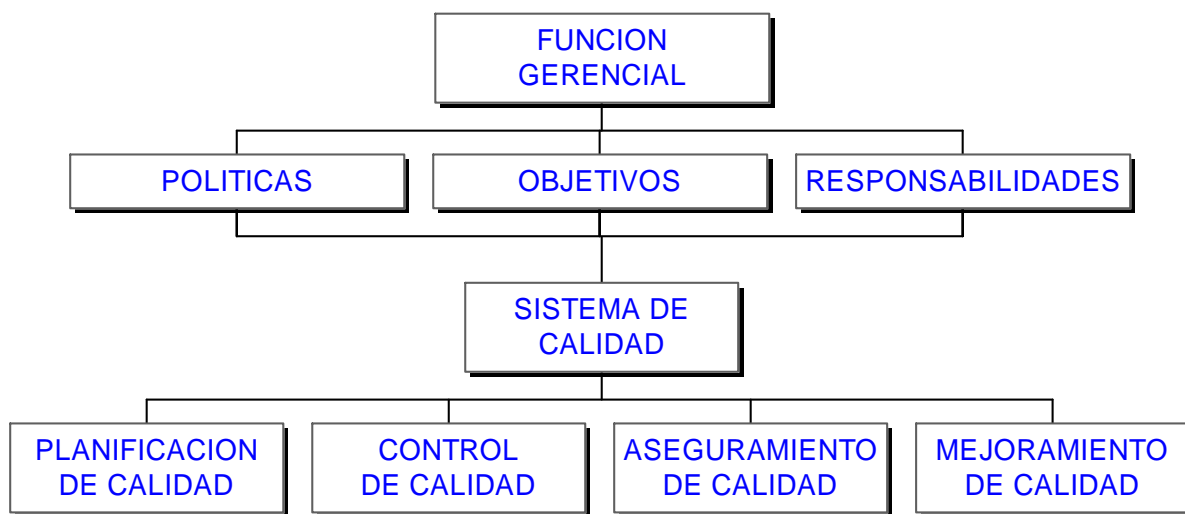 FUNCION
GERENCIAL
POLITICAS
OBJETIVOS
RESPONSABILIDADES
SISTEMA DE
CALIDAD
PLANIFICACION
DE CALIDAD
CONTROL
DE CALIDAD
ASEGURAMIENTO
DE CALIDAD
MEJORAMIENTO
DE CALIDAD